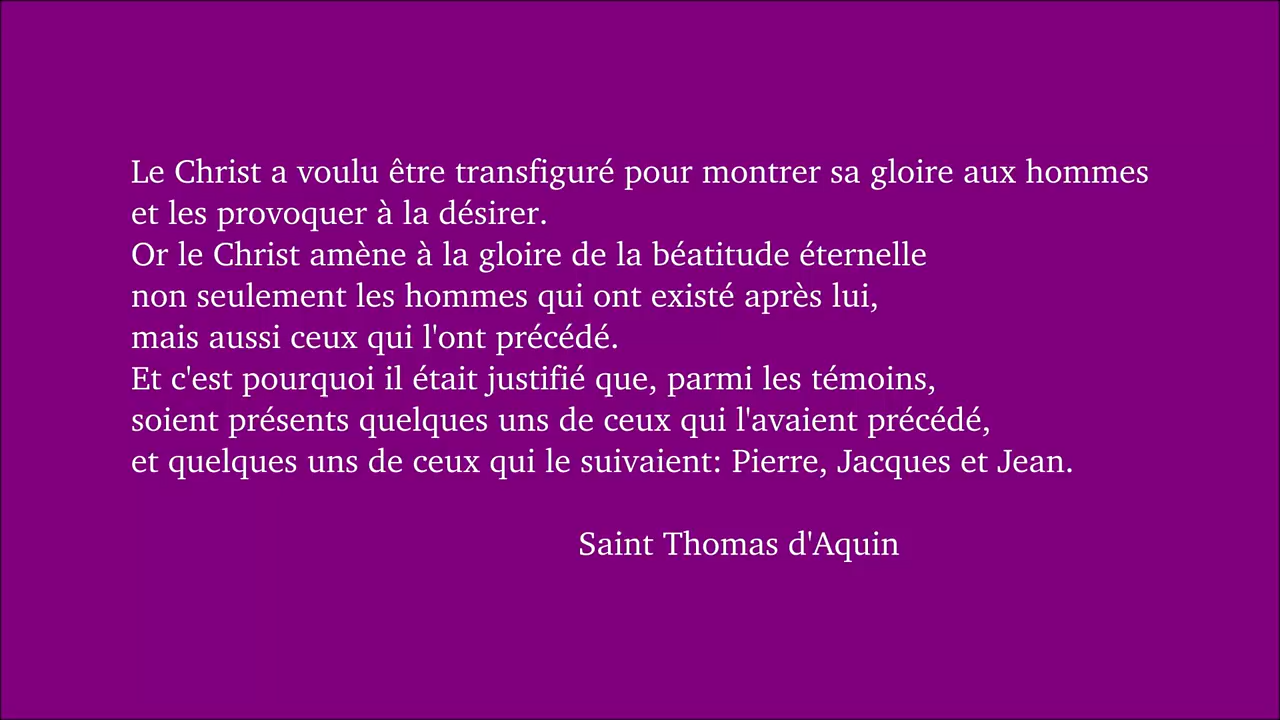 Le Christ a voulu être transfiguré pour montrer sa gloire aux hommes
et les provoquer à la désirer.
Or le Christ amène à la gloire de la béatitude éternelle
non seulement les hommes qui ont existé après lui,
mais aussi ceux qui l'ont précédé.
Et c'est pourquoi il était justifié que, parmi les témoins,
soient présents quelques uns de ceux qui l'avaient précédé,
et quelques uns de ceux qui le suivaient: Pierre, Jacques et Jean.
Saint Thomas d'Aquin